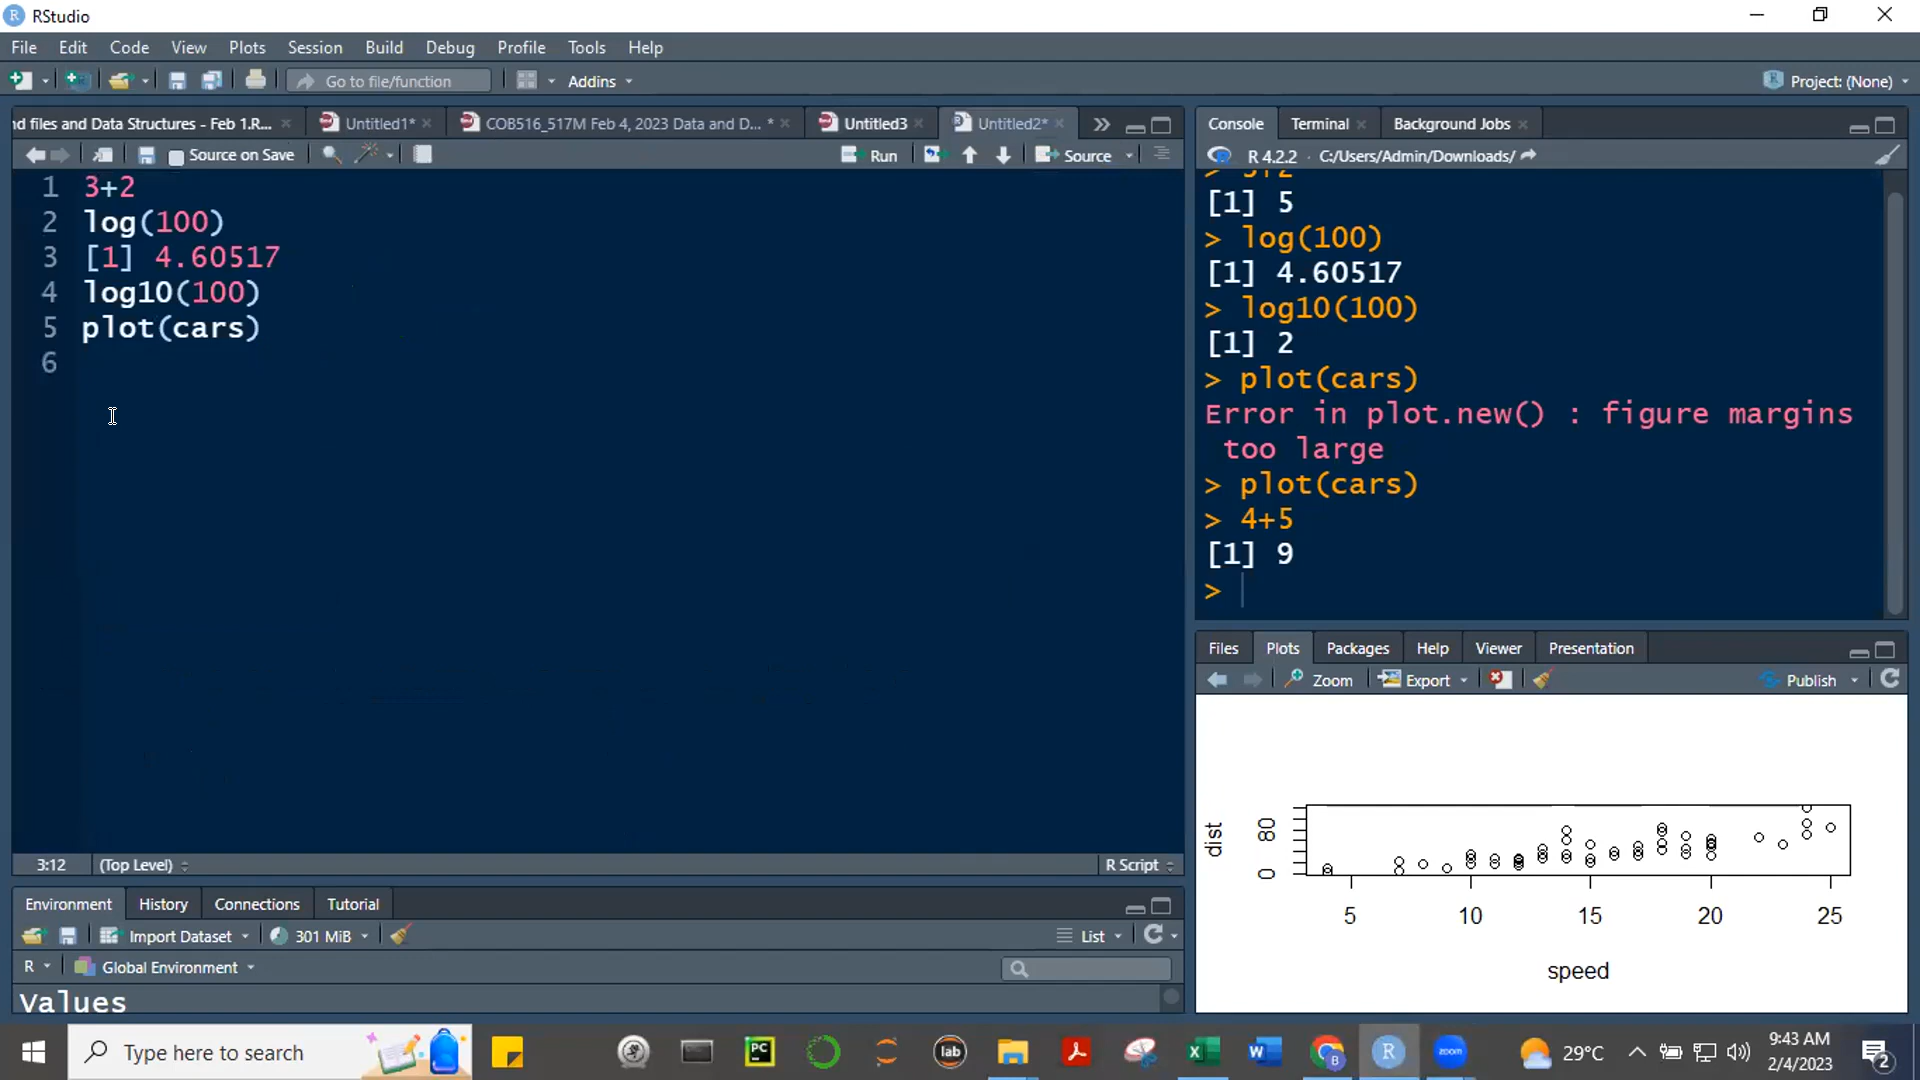 RStudio
File Edit Code View Plots Session Build Debug Profile Tools Help
Go to file/function Addins Project: (None)
nd files and Data Structures - Feb 1.R... Untitled1* COB516_517M Feb 4, 2023 Data and D... * Untitled3 Untitled2*
Source on Save Run Source
1 3+2
2 log(100)
3 [1] 4.60517
4 log10(100)
5 plot(cars)
6
3:12 (Top Level) R Script
Environment History Connections Tutorial
Import Dataset 301 MiB List
R Global Environment
Values
Console Terminal Background Jobs
R 4.2.2 · C:/Users/Admin/Downloads/
> 3+2
[1] 5
> log(100)
[1] 4.60517
> log10(100)
[1] 2
> plot(cars)
Error in plot.new() : figure margins
too large
> plot(cars)
> 4+5
[1] 9
>
Files Plots Packages Help Viewer Presentation
Zoom Export Publish
dist
80
0
5 10 15 20 25
speed
Type here to search
PC
lab
zoom
29°C
9:43 AM
2/4/2023
2